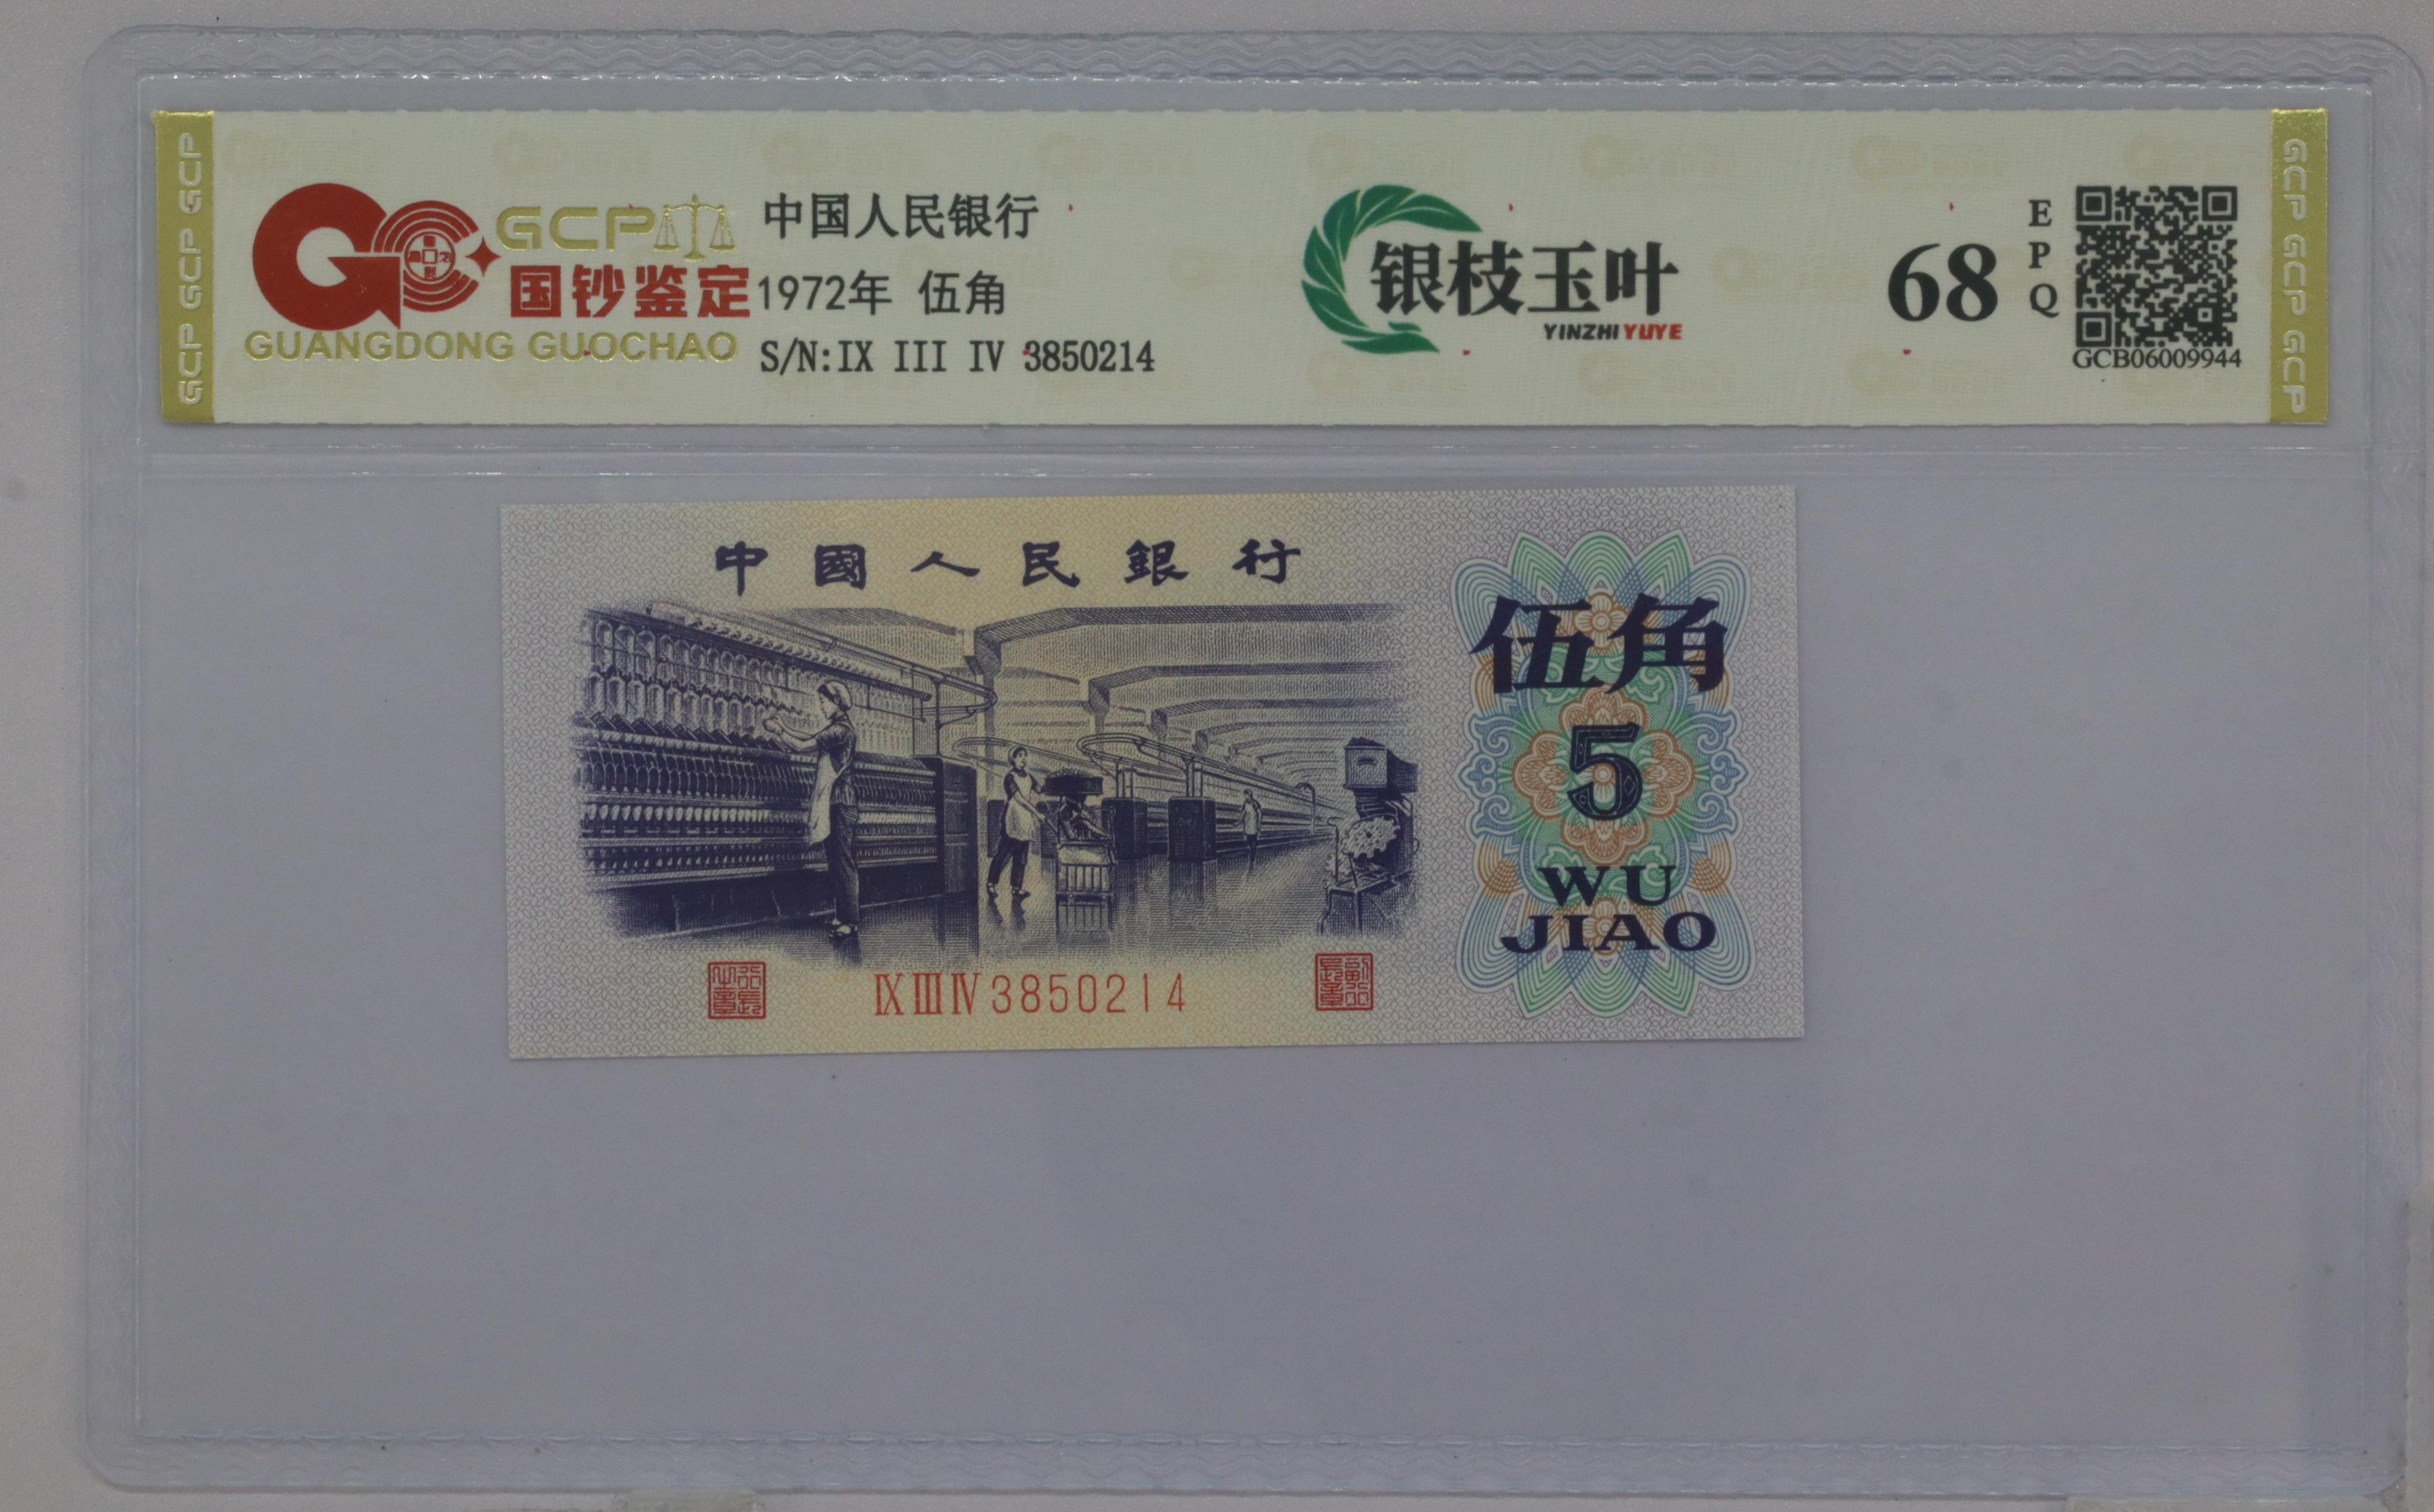 GCP GCP GCP
GCP
国钞鉴定
GUANGDONG GUOCHAO
中国人民银行
1972年 伍角
S/N:IX III IV 3850214
银枝玉叶
YINZHI YUYE
68
EPQ
GCB06009944
GCP GCP GCP
中國人民銀行
伍角
5
WU
JIAO
IX III IV 3850214